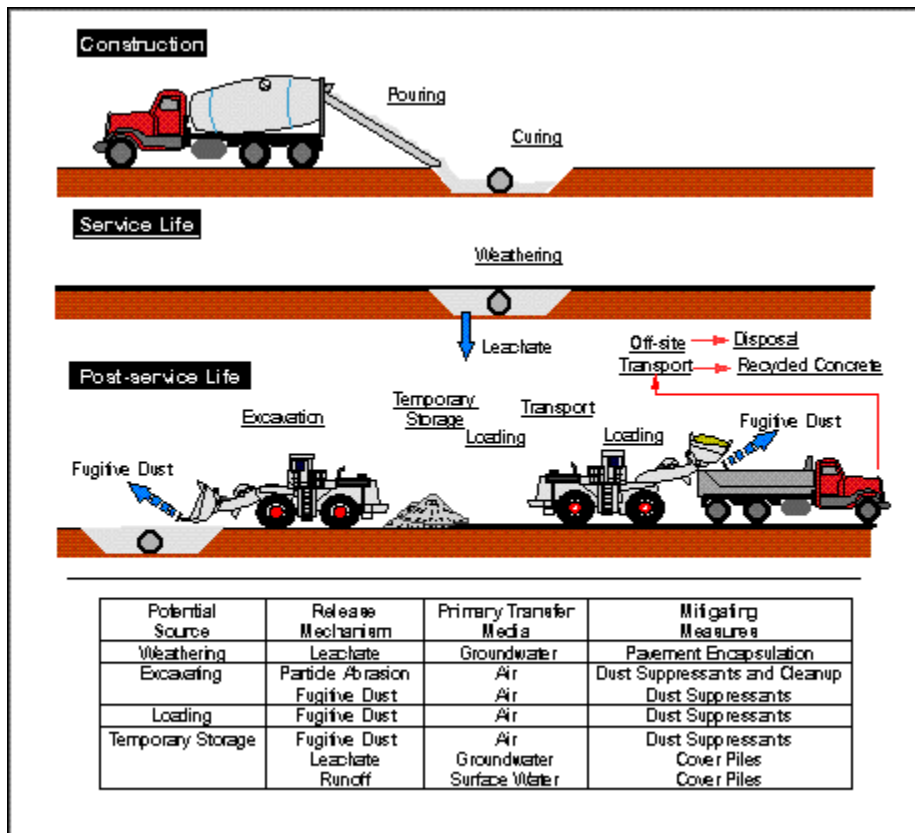 Construction
Pouring
Curing
Service Life
Weathering
Leachate
Off-site
Disposal
Transport
Recycled Concrete
Post-service Life
Excavation
Temporary
Storage
Loading
Transport
Loading
Fugitive Dust
Fugitive Dust
Potential Source
Release Mechanism
Primary Transfer Media
Mitigating Measures
Weathering Leachate Groundwater Pavement Encapsulation
Excavating Particle Abrasion Air Dust Suppressants and Cleanup
Fugitive Dust Air Dust Suppressants
Loading Fugitive Dust Air Dust Suppressants
Temporary Storage Fugitive Dust Air Dust Suppressants
Leachate Groundwater Cover Piles
Runoff Surface Water Cover Piles